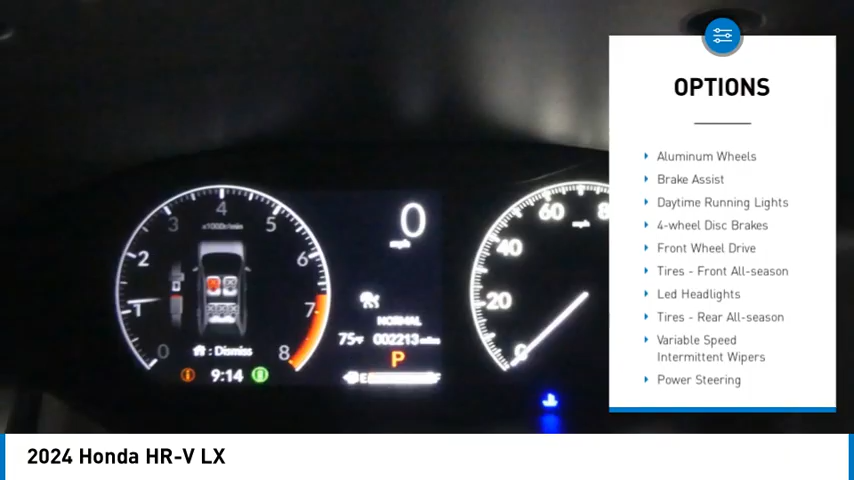 OPTIONS
Aluminum Wheels
Brake Assist
Daytime Running Lights
4-wheel Disc Brakes
Front Wheel Drive
Tires - Front All-season
Led Headlights
Tires - Rear All-season
Variable Speed
Intermittent Wipers
Power Steering
0
1
2
3
4
5
6
7
8
x1000r/min
: Dismiss
9:14
0
mph
NORMAL
75°F 002213 miles
P
E F
0
20
40
60
8
mph
2024 Honda HR-V LX